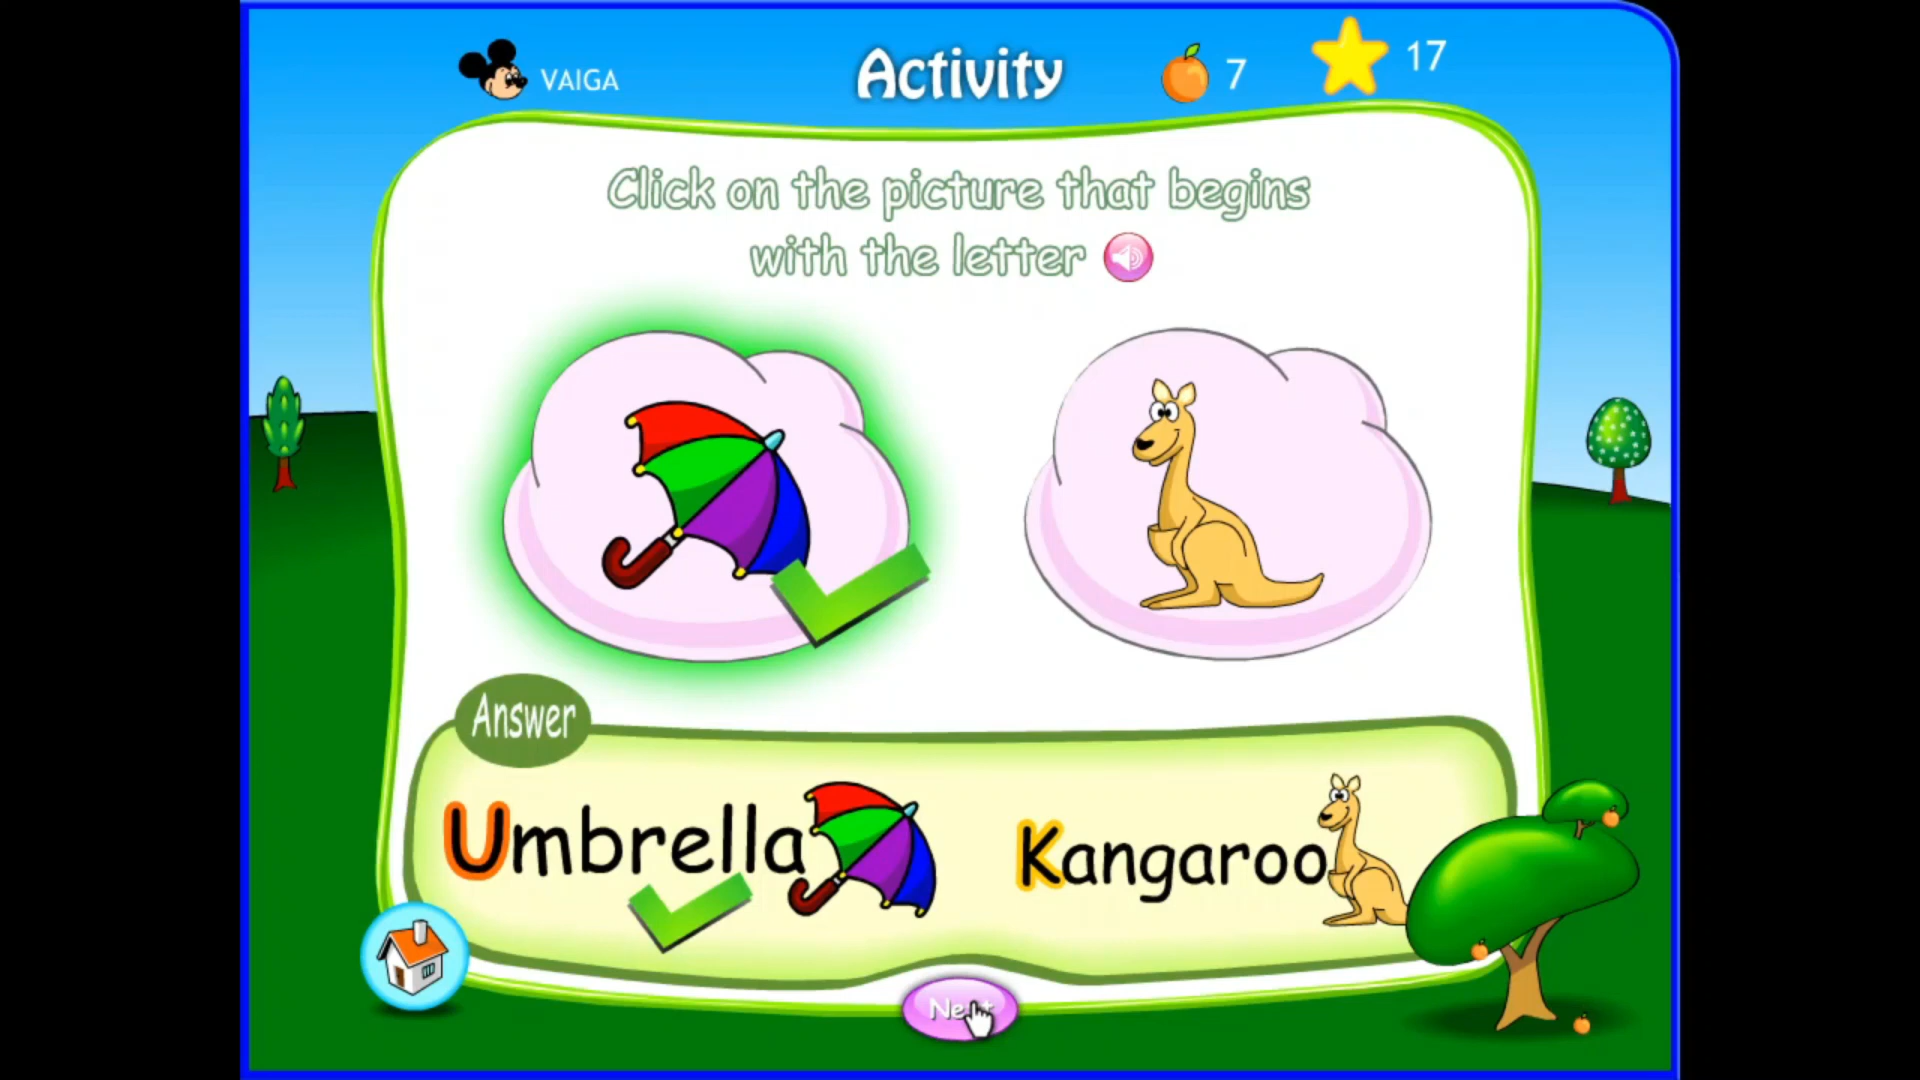 VAIGA
Activity
7
17
Click on the picture that begins
with the letter
Answer
Umbrella
Kangaroo